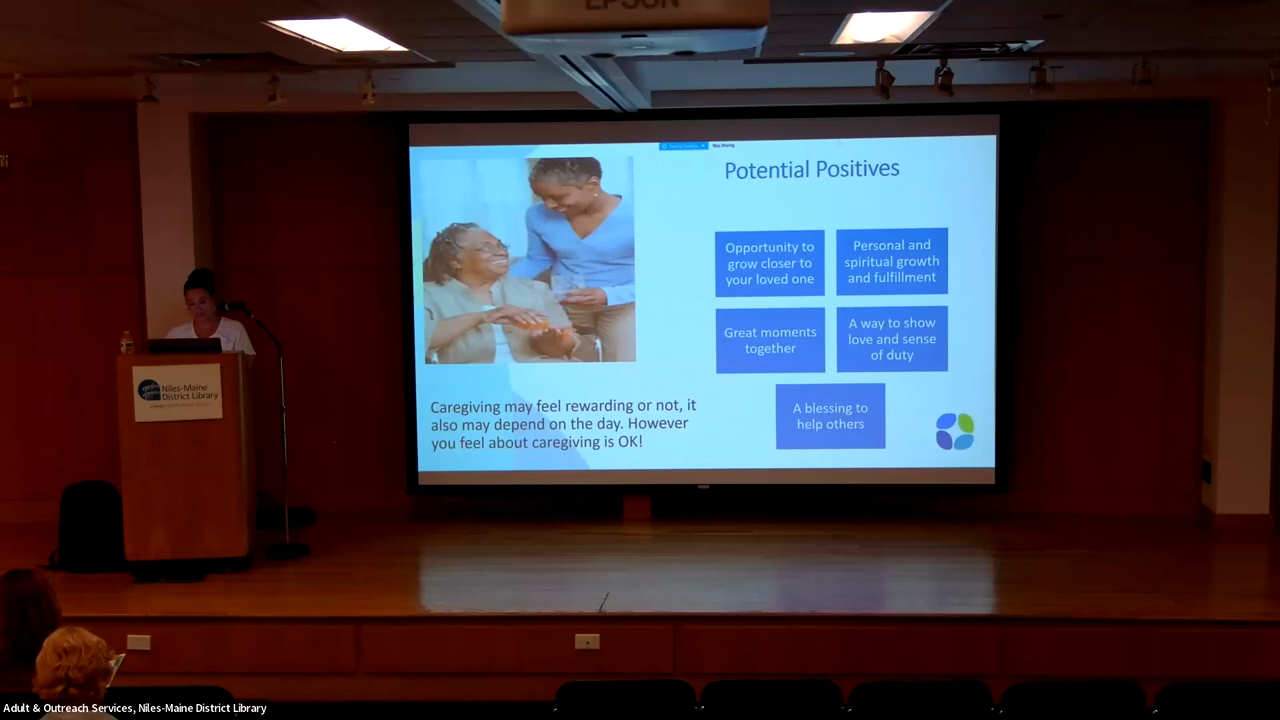 EPSON
Potential Positives
Opportunity to
grow closer to
your loved one
Personal and
spiritual growth
and fulfillment
Great moments
together
A way to show
love and sense
of duty
A blessing to
help others
Caregiving may feel rewarding or not, it
also may depend on the day. However
you feel about caregiving is OK!
Niles-Maine
District Library
Adult & Outreach Services, Niles-Maine District Library